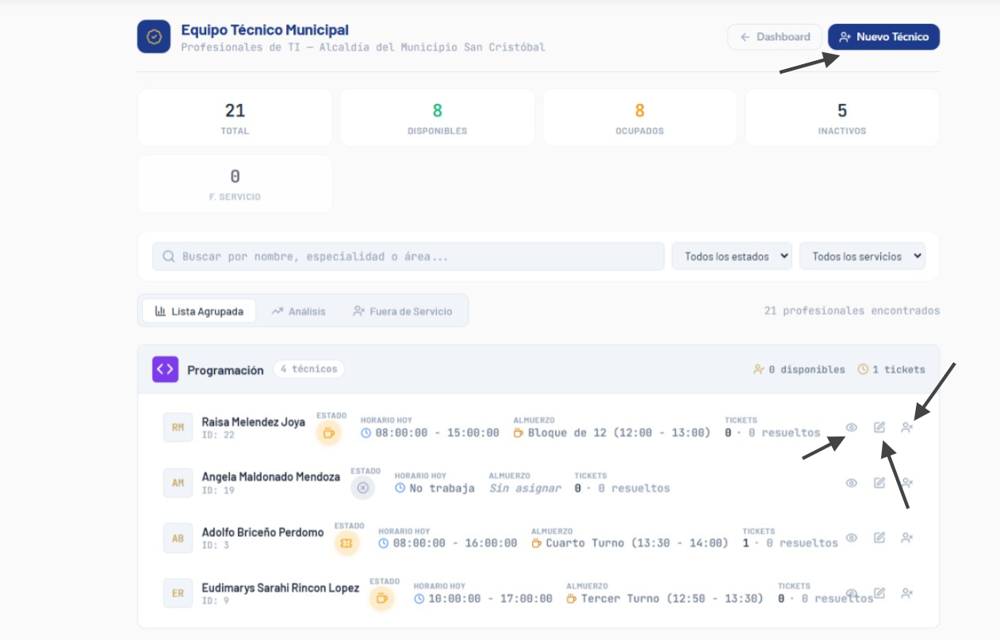 Equipo Técnico Municipal
Profesionales de TI — Alcaldía del Municipio San Cristóbal
← Dashboard
Nuevo Técnico
21
TOTAL
8
DISPONIBLES
8
OCUPADOS
5
INACTIVOS
0
F. SERVICIO
Buscar por nombre, especialidad o área...
Todos los estados
Todos los servicios
Lista Agrupada
Análisis
Fuera de Servicio
21 profesionales encontrados
Programación
4 técnicos
0 disponibles
1 tickets
RM
Raisa Melendez Joya
ID: 22
ESTADO
HORARIO HOY
08:00:00 - 15:00:00
ALMUERZO
Bloque de 12 (12:00 - 13:00)
TICKETS
0 · 0 resueltos
AM
Angela Maldonado Mendoza
ID: 19
ESTADO
HORARIO HOY
No trabaja
ALMUERZO
Sin asignar
TICKETS
0 · 0 resueltos
AB
Adolfo Briceño Perdomo
ID: 3
ESTADO
HORARIO HOY
08:00:00 - 16:00:00
ALMUERZO
Cuarto Turno (13:30 - 14:00)
TICKETS
1 · 0 resueltos
ER
Eudimarys Sarahi Rincon Lopez
ID: 9
ESTADO
HORARIO HOY
10:00:00 - 17:00:00
ALMUERZO
Tercer Turno (12:50 - 13:30)
TICKETS
0 · 0 resueltos